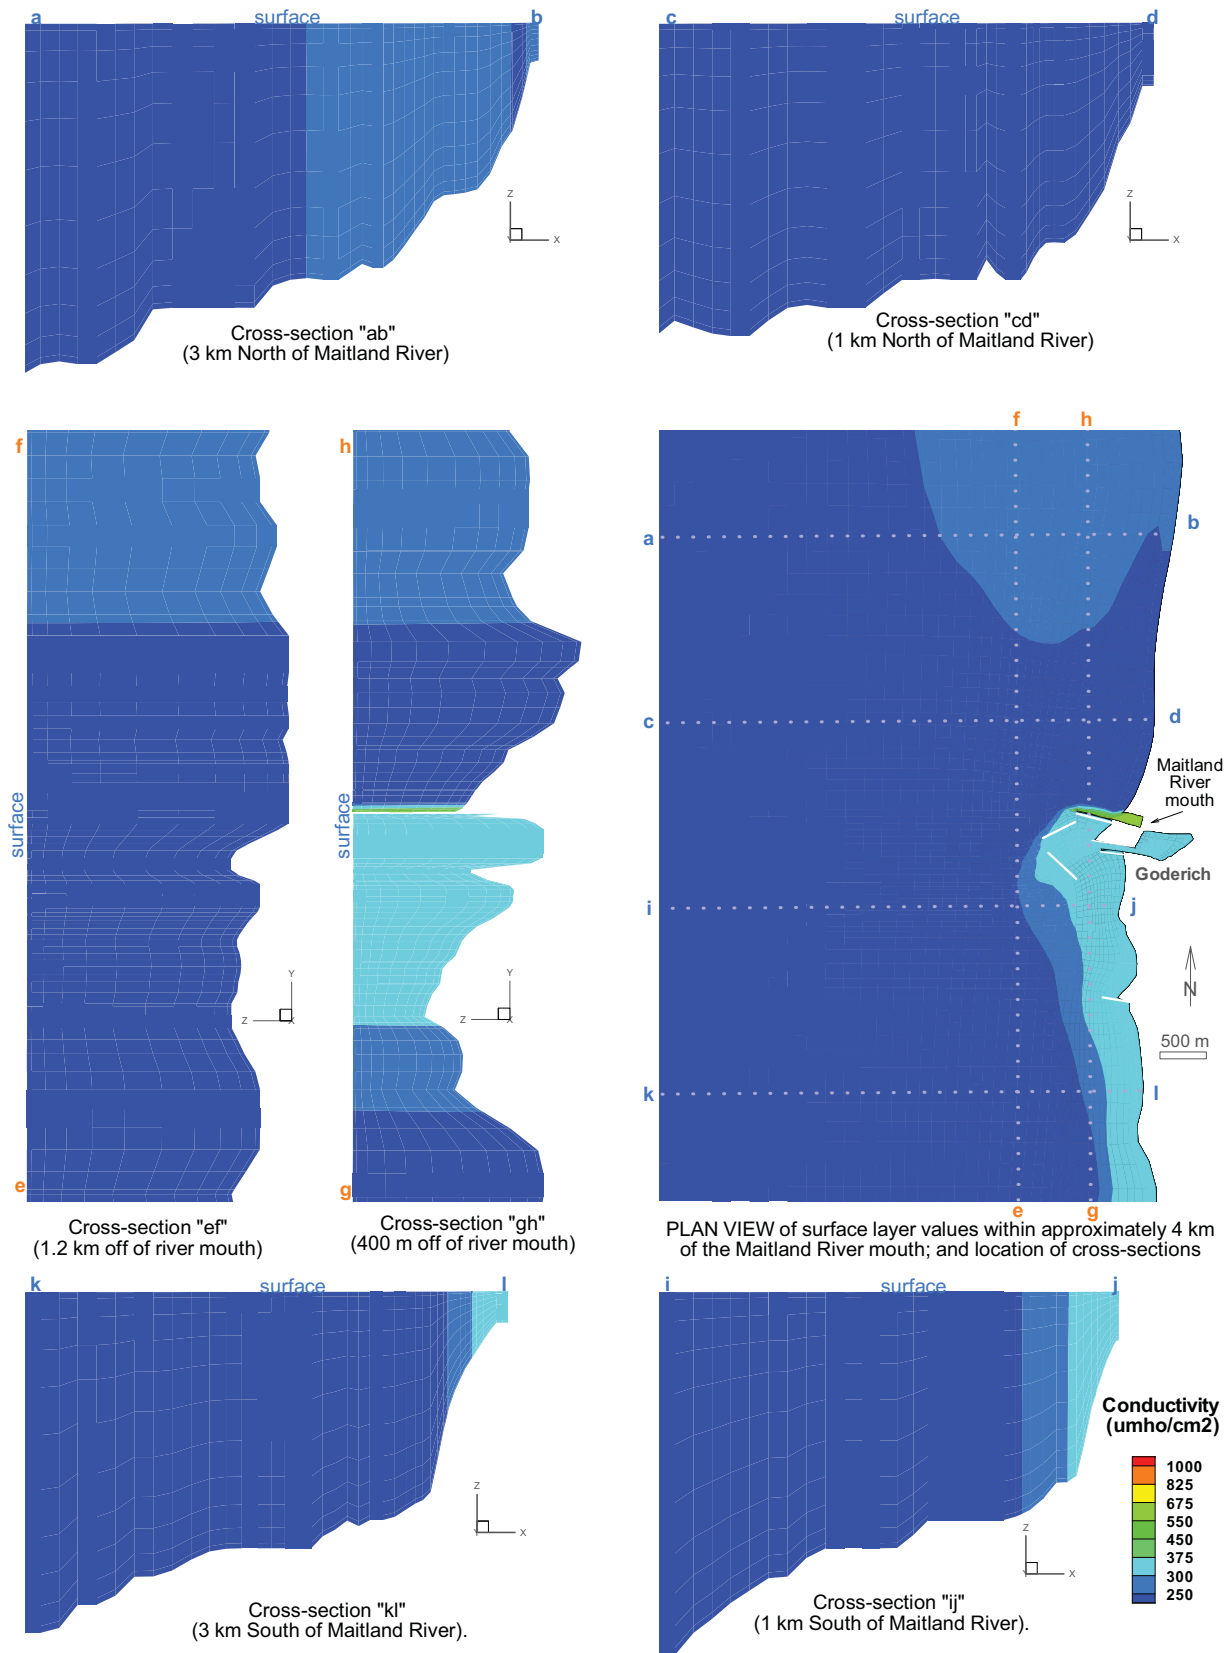 a
surface
b
Z
Y
X
Cross-section "ab"
(3 km North of Maitland River)
c
surface
d
Z
Y
X
Cross-section "cd"
(1 km North of Maitland River)
f
surface
e
Y
Z
X
Cross-section "ef"
(1.2 km off of river mouth)
h
surface
g
Y
Z
X
Cross-section "gh"
(400 m off of river mouth)
f
h
a
b
c
d
Maitland
River
mouth
Goderich
i
j
N
500 m
k
l
e
g
PLAN VIEW of surface layer values within approximately 4 km
of the Maitland River mouth; and location of cross-sections
k
surface
l
Z
Y
X
Cross-section "kl"
(3 km South of Maitland River).
i
surface
j
Z
Y
X
Cross-section "ij"
(1 km South of Maitland River).
Conductivity
(umho/cm2)
1000
825
675
550
450
375
300
250